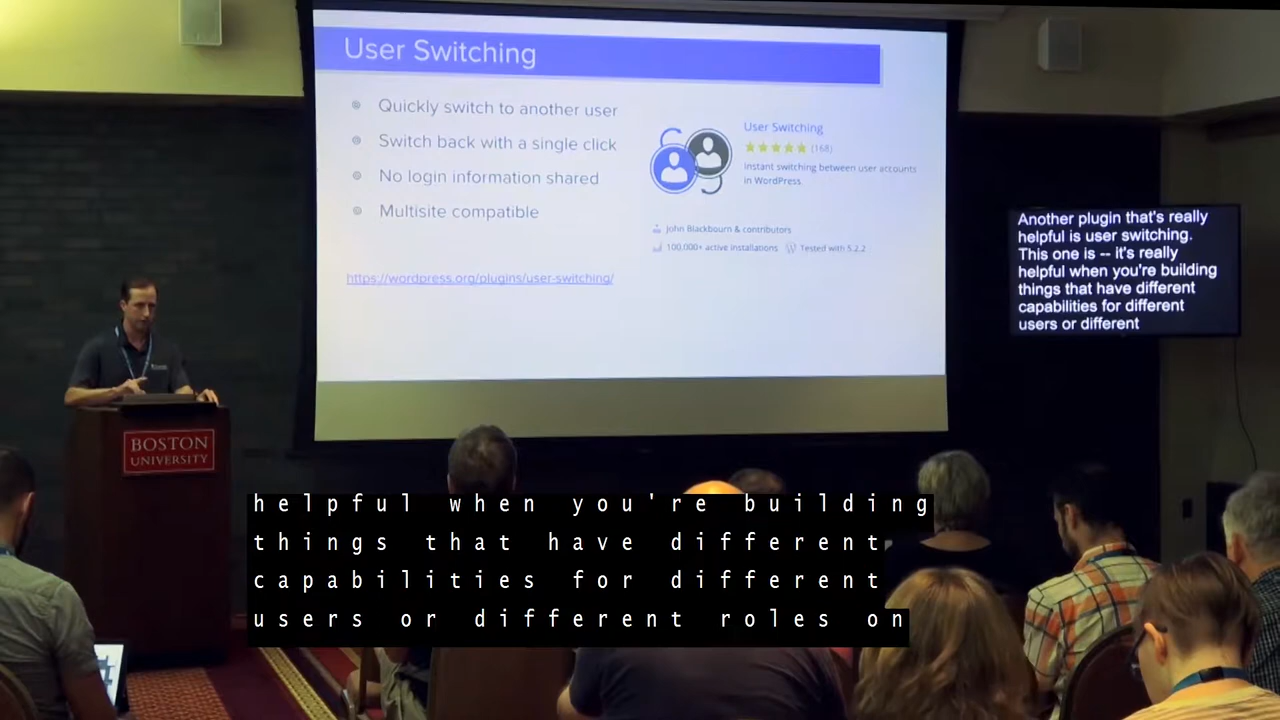 User Switching
Quickly switch to another user
Switch back with a single click
No login information shared
Multisite compatible
https://wordpress.org/plugins/user-switching/
User Switching
(168)
Instant switching between user accounts
in WordPress
John Blackbourn & contributors
100,000+ active installations
Tested with 5.2.2
Another plugin that's really
helpful is user switching.
This one is -- it's really
helpful when you're building
things that have different
capabilities for different
users or different
BOSTON
UNIVERSITY
helpful when you're building
things that have different
capabilities for different
users or different roles on